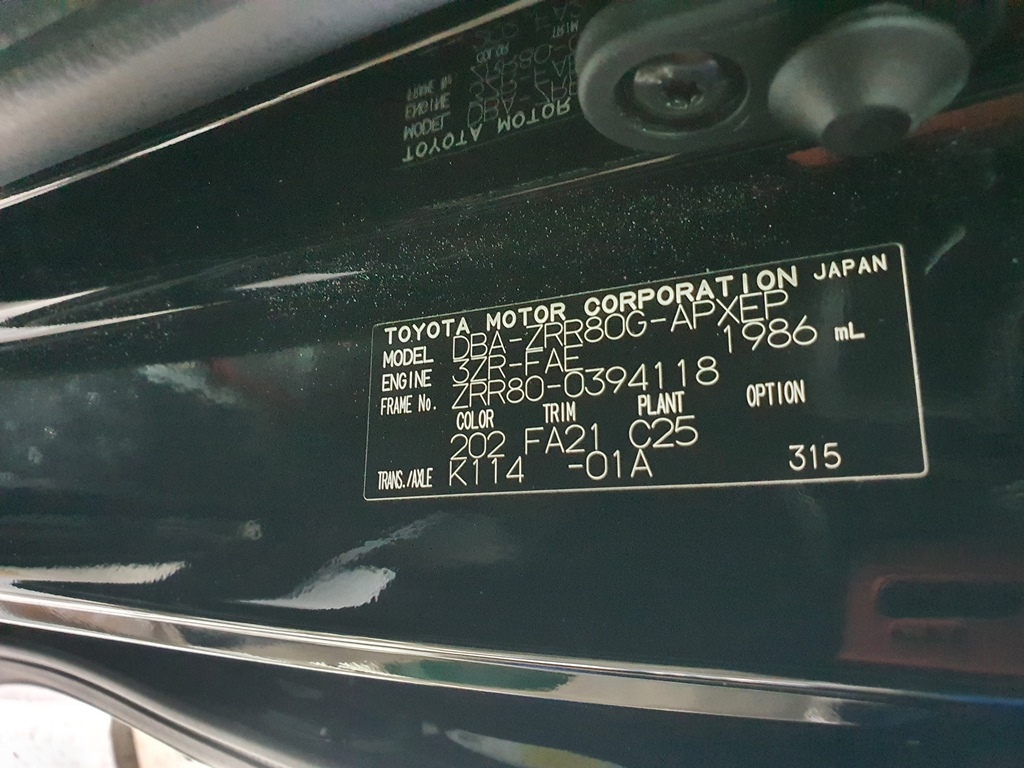 TOYOTA MOTOR CORPORATION JAPAN
MODEL DBA-ZRR80G-APXEP
ENGINE 3ZR-FAE 1986 mL
FRAME No. ZRR80-0394118
COLOR TRIM PLANT OPTION
202 FA21 C25
TRANS./AXLE K114 -01A 315